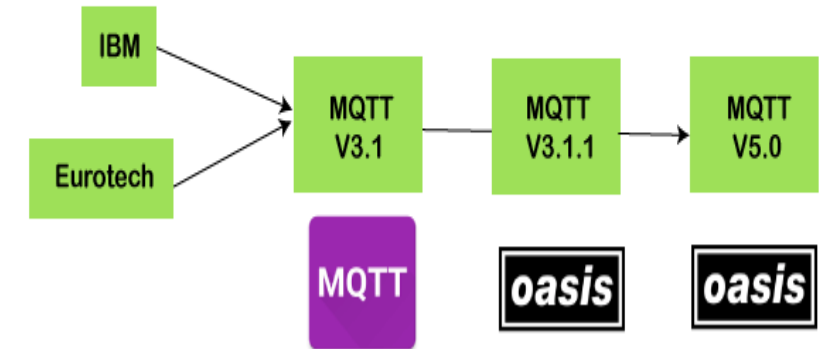 IBM
Eurotech
MQTT
V3.1
MQTT
V3.1.1
MQTT
V5.0
MQTT
oasis
oasis